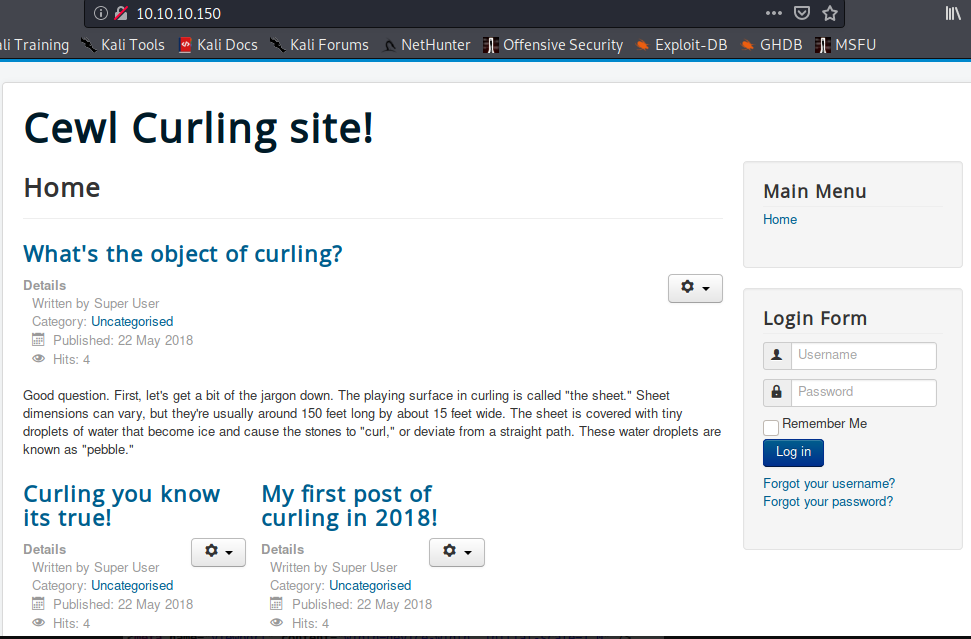 10.10.10.150
ali Training Kali Tools Kali Docs Kali Forums NetHunter Offensive Security Exploit-DB GHDB MSFU
Cewl Curling site!
Home
What's the object of curling?
Details
Written by Super User
Category: Uncategorised
Published: 22 May 2018
Hits: 4
Good question. First, let's get a bit of the jargon down. The playing surface in curling is called "the sheet." Sheet
dimensions can vary, but they're usually around 150 feet long by about 15 feet wide. The sheet is covered with tiny
droplets of water that become ice and cause the stones to "curl," or deviate from a straight path. These water droplets are
known as "pebble."
Curling you know
its true!
Details
Written by Super User
Category: Uncategorised
Published: 22 May 2018
Hits: 4
My first post of
curling in 2018!
Details
Written by Super User
Category: Uncategorised
Published: 22 May 2018
Hits: 4
Main Menu
Home
Login Form
Username
Password
Remember Me
Log in
Forgot your username?
Forgot your password?